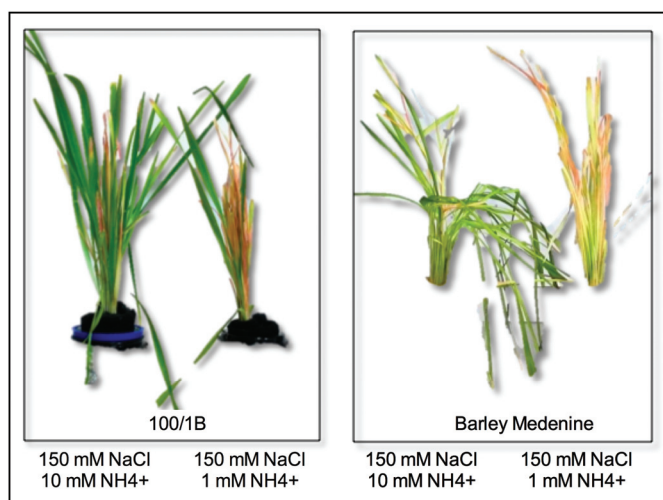 100/1B
Barley Medenine
150 mM NaCl
10 mM NH4+
150 mM NaCl
1 mM NH4+
150 mM NaCl
10 mM NH4+
150 mM NaCl
1 mM NH4+